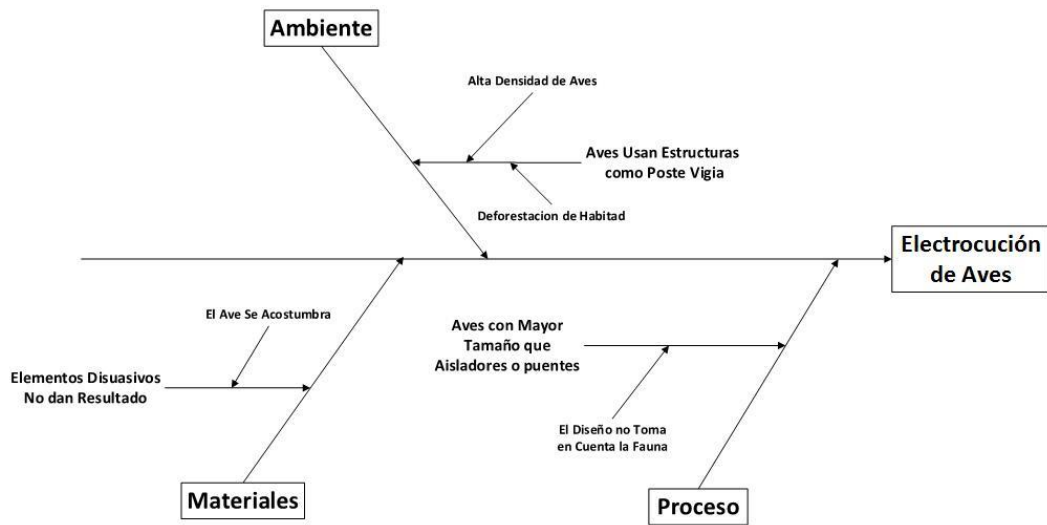 Ambiente
Alta Densidad de Aves
Aves Usan Estructuras
como Poste Vigia
Deforestacion de Habitad
Electrocución
de Aves
El Ave Se Acostumbra
Elementos Disuasivos
No dan Resultado
Aves con Mayor
Tamaño que
Aisladores o puentes
El Diseño no Toma
en Cuenta la Fauna
Materiales
Proceso